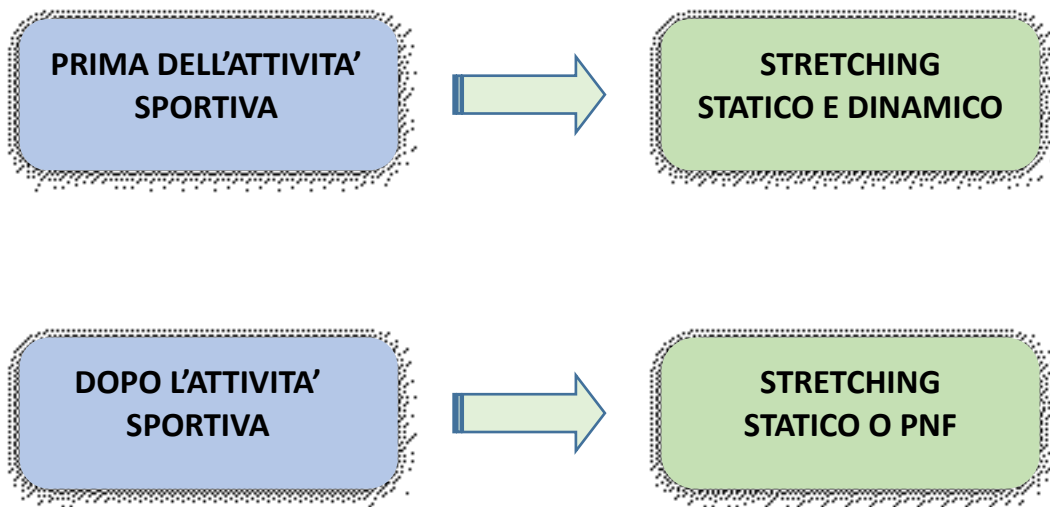 PRIMA DELL’ATTIVITA’
SPORTIVA
STRETCHING
STATICO E DINAMICO
DOPO L’ATTIVITA’
SPORTIVA
STRETCHING
STATICO O PNF